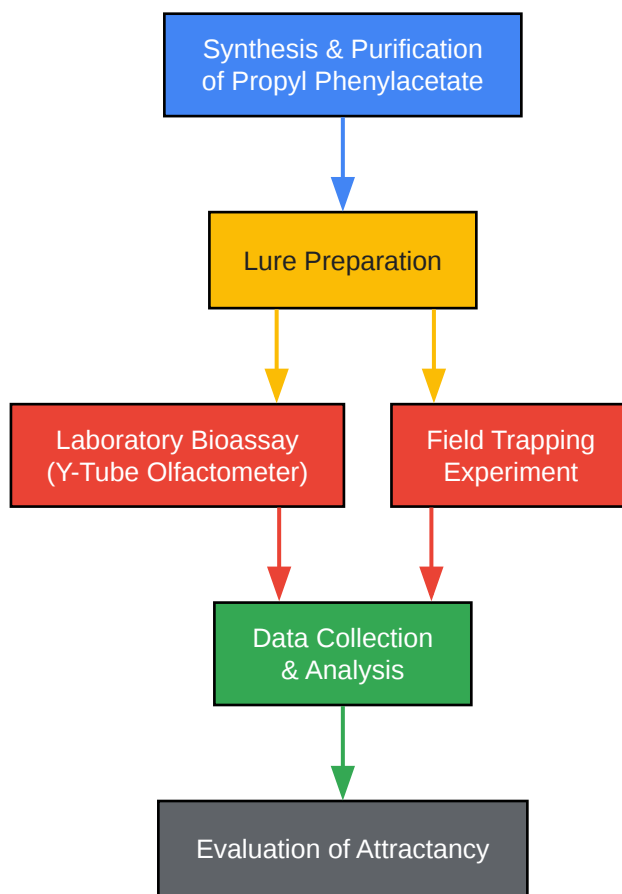 Synthesis & Purification
of Propyl Phenylacetate
Lure Preparation
Laboratory Bioassay
(Y-Tube Olfactometer)
Field Trapping
Experiment
Data Collection
& Analysis
Evaluation of Attractancy